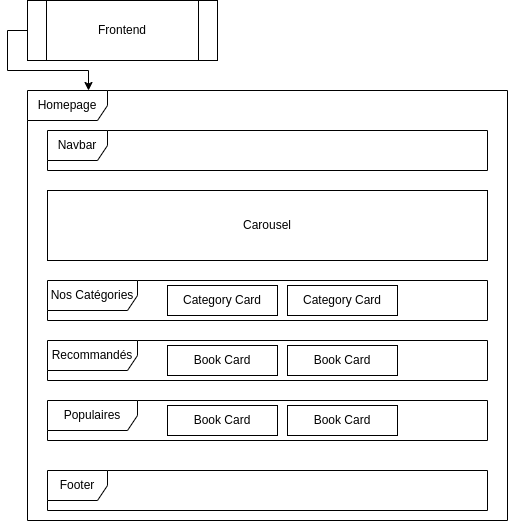 Frontend
Homepage
Navbar
Carousel
Nos Catégories
Category Card
Category Card
Recommandés
Book Card
Book Card
Populaires
Book Card
Book Card
Footer